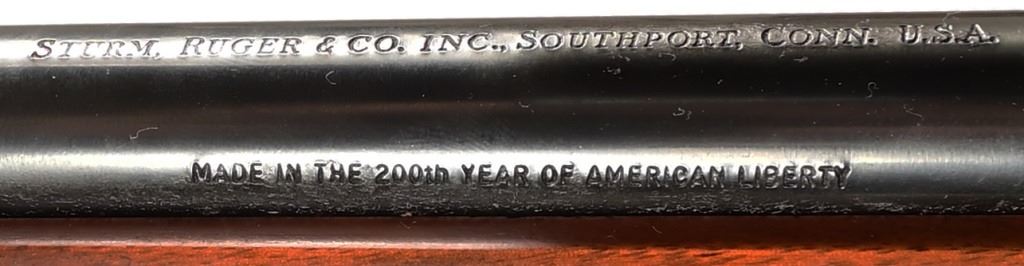 STURM, RUGER & CO. INC., SOUTHPORT, CONN. U.S.A.
MADE IN THE 200th YEAR OF AMERICAN LIBERTY